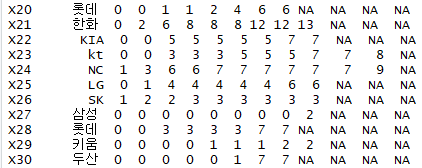 X20 롯데 0 0 1 1 2 4 6 6 NA NA NA NA
X21 한화 0 2 6 8 8 8 12 12 13 NA NA NA
X22 KIA 0 0 5 5 5 5 5 7 7 NA NA NA
X23 kt 0 0 3 3 3 5 5 5 7 7 8 NA
X24 NC 1 3 6 6 7 7 7 7 7 7 9 NA
X25 LG 0 1 4 4 4 4 4 6 6 NA NA NA
X26 SK 1 2 2 3 3 3 3 3 3 NA NA NA
X27 삼성 0 0 0 0 0 0 0 0 2 NA NA NA
X28 롯데 0 0 3 3 3 3 7 7 NA NA NA NA
X29 키움 0 0 0 0 1 1 1 2 2 NA NA NA
X30 두산 0 0 0 0 0 1 7 7 NA NA NA NA